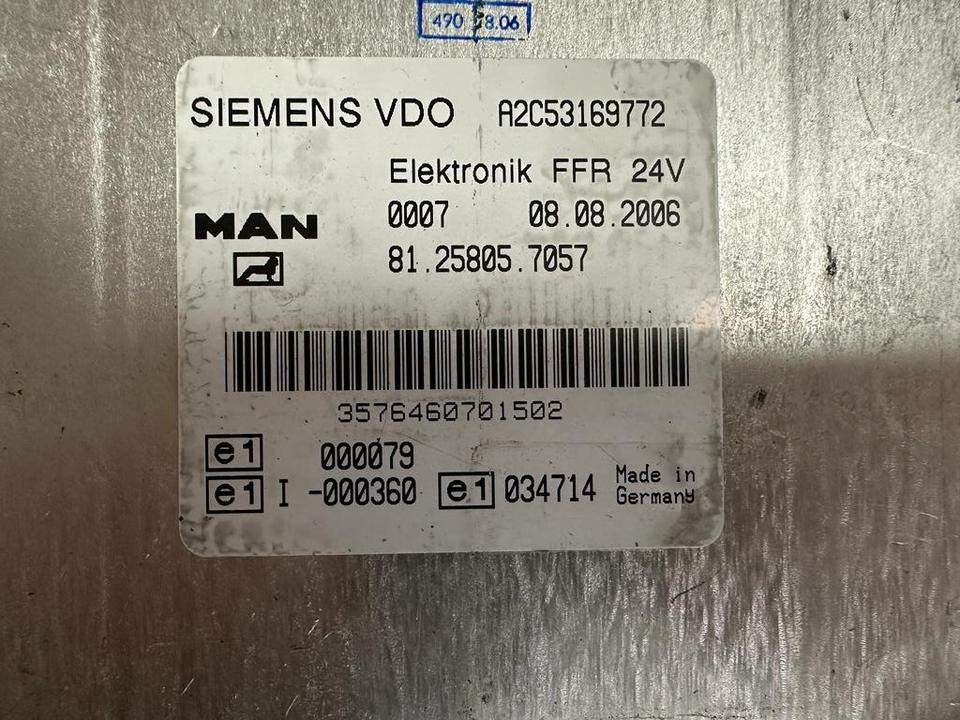 490 8.06
SIEMENS VDO A2C53169772
Elektronik FFR 24V
MAN 0007 08.08.2006
81.25805.7057
3576460701502
e1 000079
e1 I -000360 e1 034714 Made in
Germany